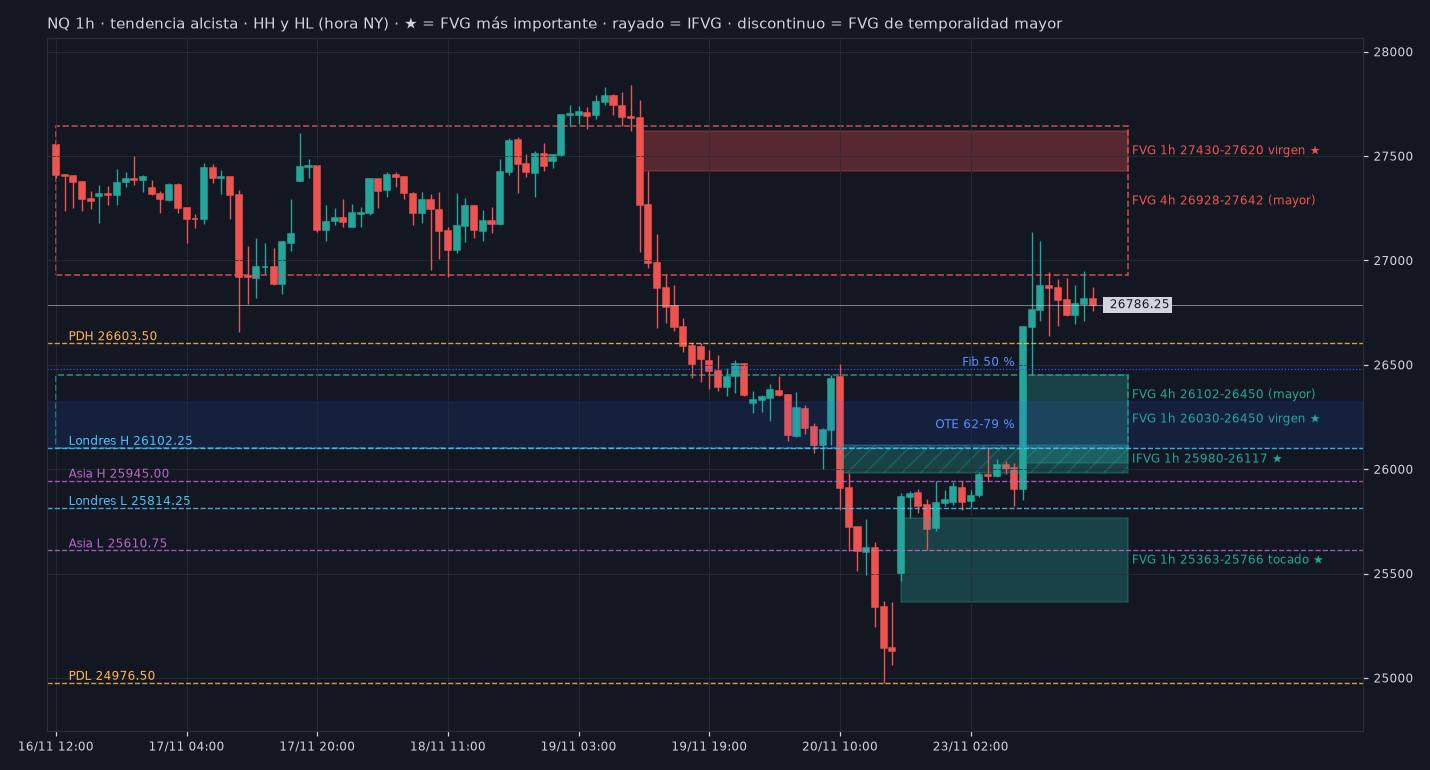 NQ 1h · tendencia alcista · HH y HL (hora NY) · ★ = FVG más importante · rayado = IFVG · discontinuo = FVG de temporalidad mayor
28000
FVG 1h 27430-27620 virgen ★
27500
FVG 4h 26928-27642 (mayor)
27000
26786.25
PDH 26603.50
Fib 50 %
26500
FVG 4h 26102-26450 (mayor)
FVG 1h 26030-26450 virgen ★
OTE 62-79 %
Londres H 26102.25
IFVG 1h 25980-26117 ★
26000
Asia H 25945.00
Londres L 25814.25
Asia L 25610.75
FVG 1h 25363-25766 tocado ★
25500
PDL 24976.50
25000
16/11 12:00 17/11 04:00 17/11 20:00 18/11 11:00 19/11 03:00 19/11 19:00 20/11 10:00 23/11 02:00